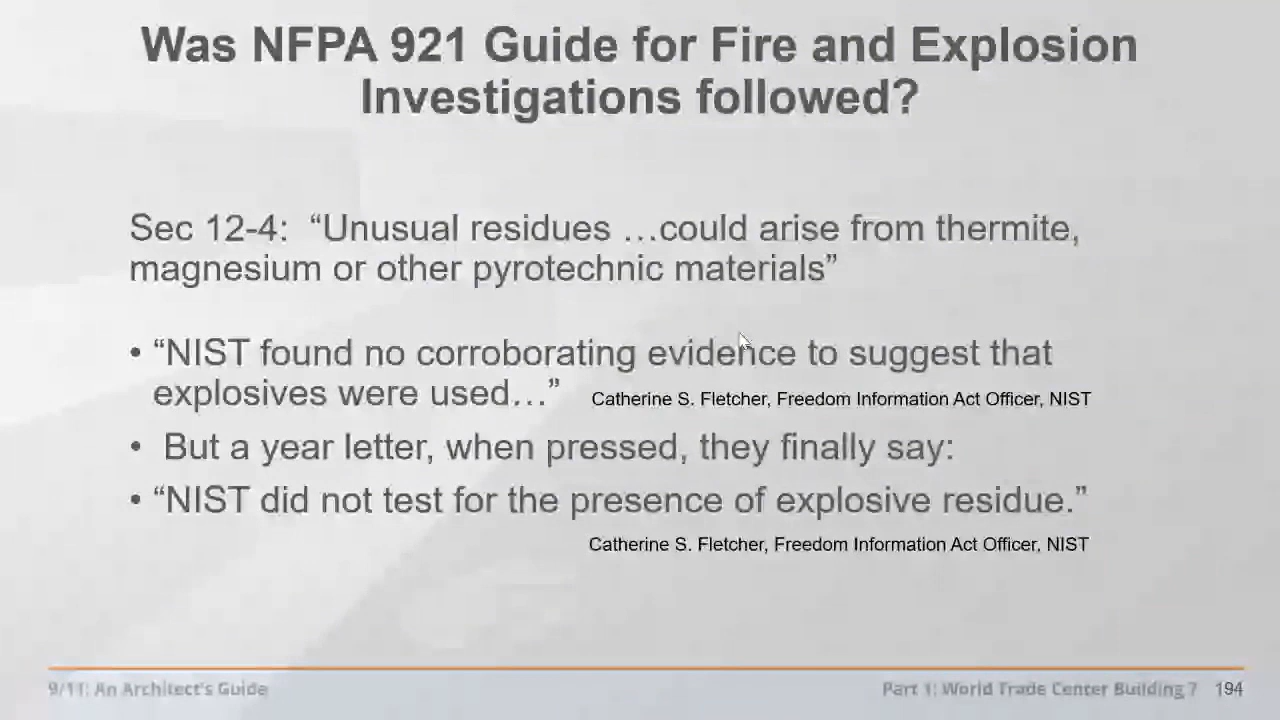 Was NFPA 921 Guide for Fire and Explosion
Investigations followed?
Sec 12-4: “Unusual residues …could arise from thermite,
magnesium or other pyrotechnic materials”
• “NIST found no corroborating evidence to suggest that
explosives were used…” Catherine S. Fletcher, Freedom Information Act Officer, NIST
• But a year letter, when pressed, they finally say:
• “NIST did not test for the presence of explosive residue.”
Catherine S. Fletcher, Freedom Information Act Officer, NIST
9/11: An Architect's Guide Part 1: World Trade Center Building 7 194